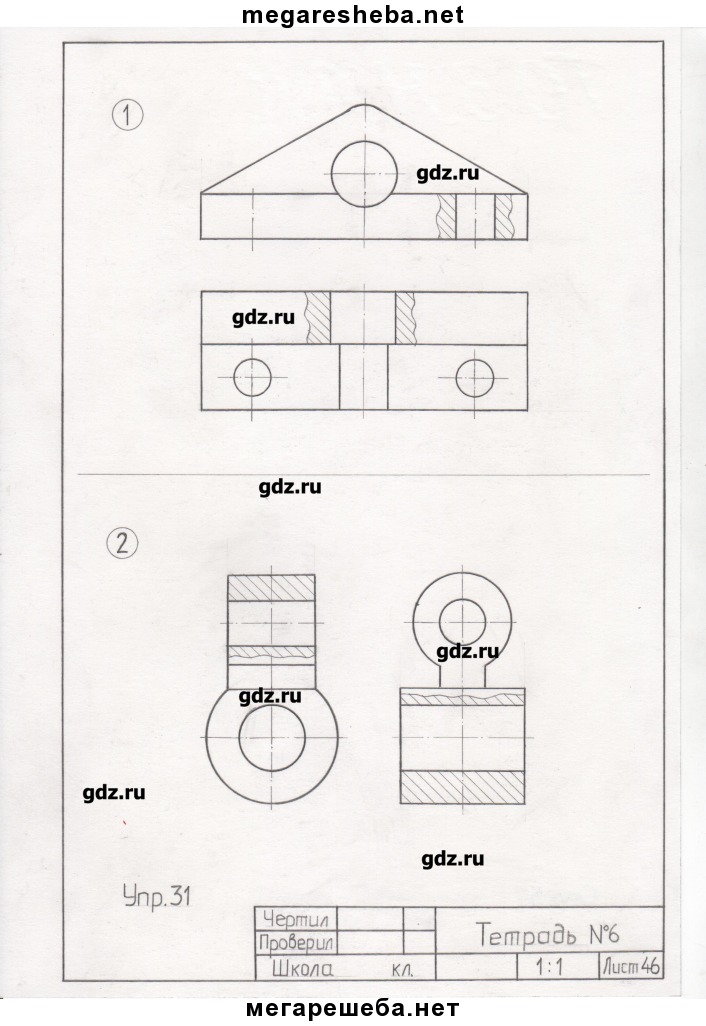 megaresheba.net
1
gdz.ru
gdz.ru
gdz.ru
2
gdz.ru
gdz.ru
gdz.ru
gdz.ru
Упр.31
Чертил
Проверил
Тетрадь №6
Школа кл.
1:1
Лист 46
мегарешеба.нет